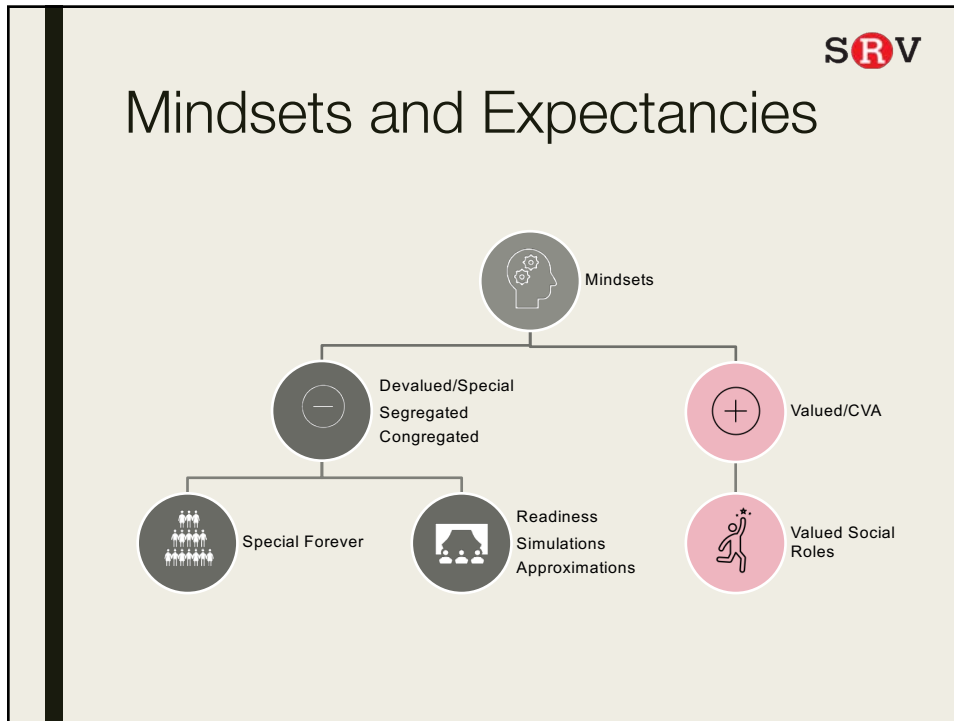 SRV
Mindsets and Expectancies
Mindsets
Devalued/Special
Segregated
Congregated
Valued/CVA
Special Forever
Readiness
Simulations
Approximations
Valued Social
Roles